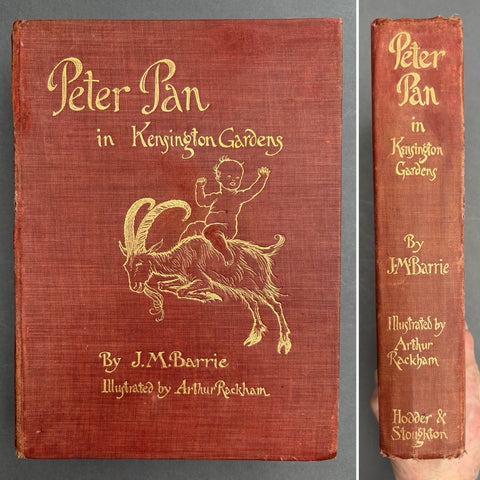 Peter Pan
in Kensington Gardens
By J.M.Barrie
Illustrated by Arthur Rackham
Peter
Pan
in
Kensington
Gardens
By
J.M.Barrie
Illustrated by
Arthur
Rackham
Hodder &
Stoughton